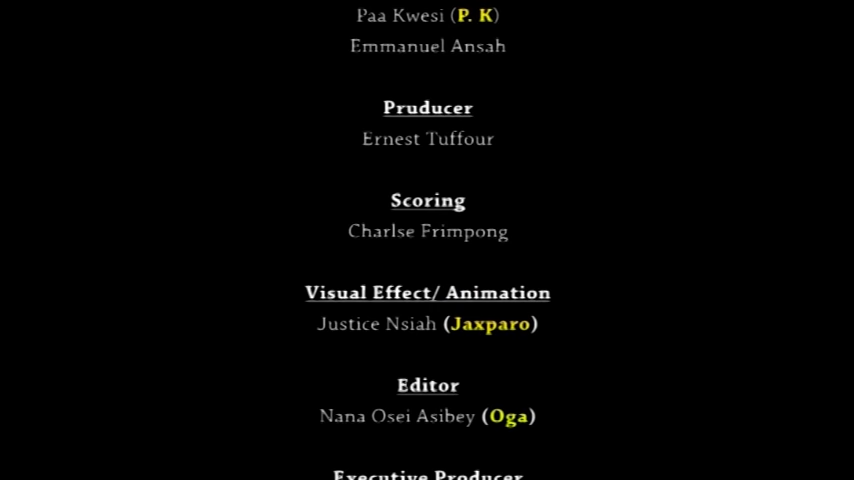 Paa Kwesi (P. K)
Emmanuel Ansah
Pruducer
Ernest Tuffour
Scoring
Charlse Frimpong
Visual Effect/ Animation
Justice Nsiah (Jaxparo)
Editor
Nana Osei Asibey (Oga)
Executive Producer